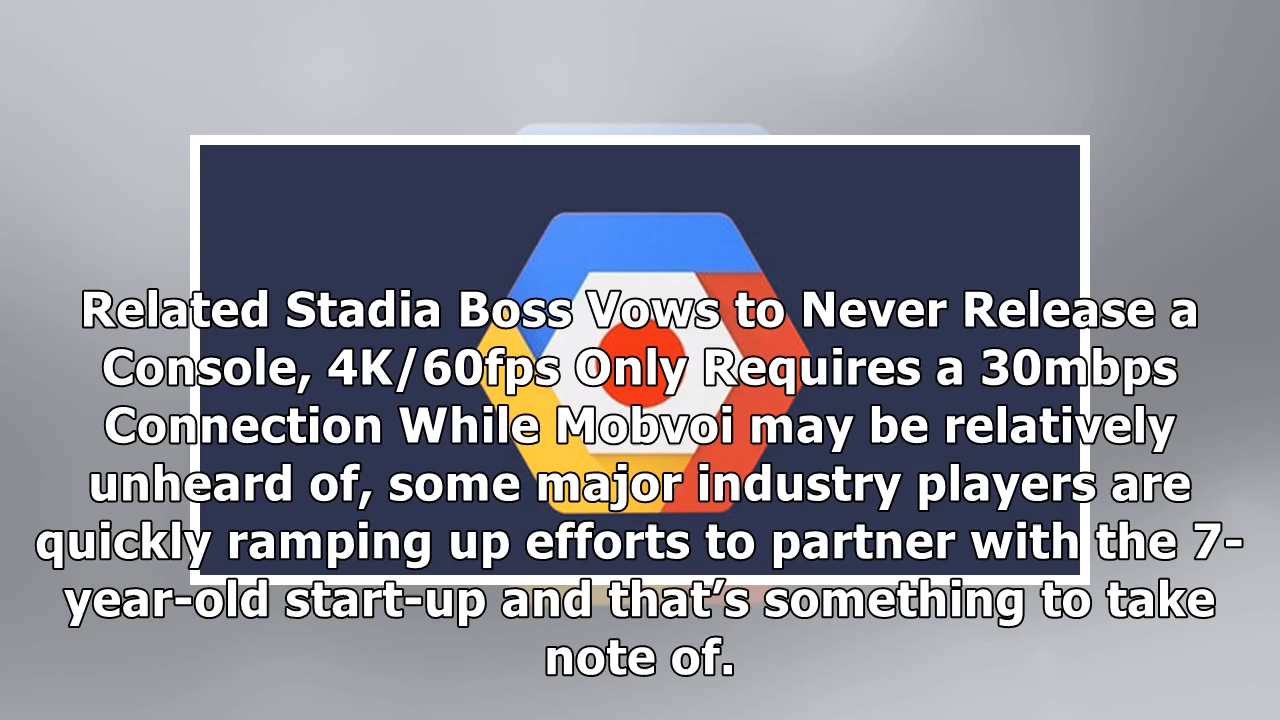 Related Stadia Boss Vows to Never Release a
Console, 4K/60fps Only Requires a 30mbps
Connection While Mobvoi may be relatively
unheard of, some major industry players are
quickly ramping up efforts to partner with the 7-
year-old start-up and that’s something to take
note of.